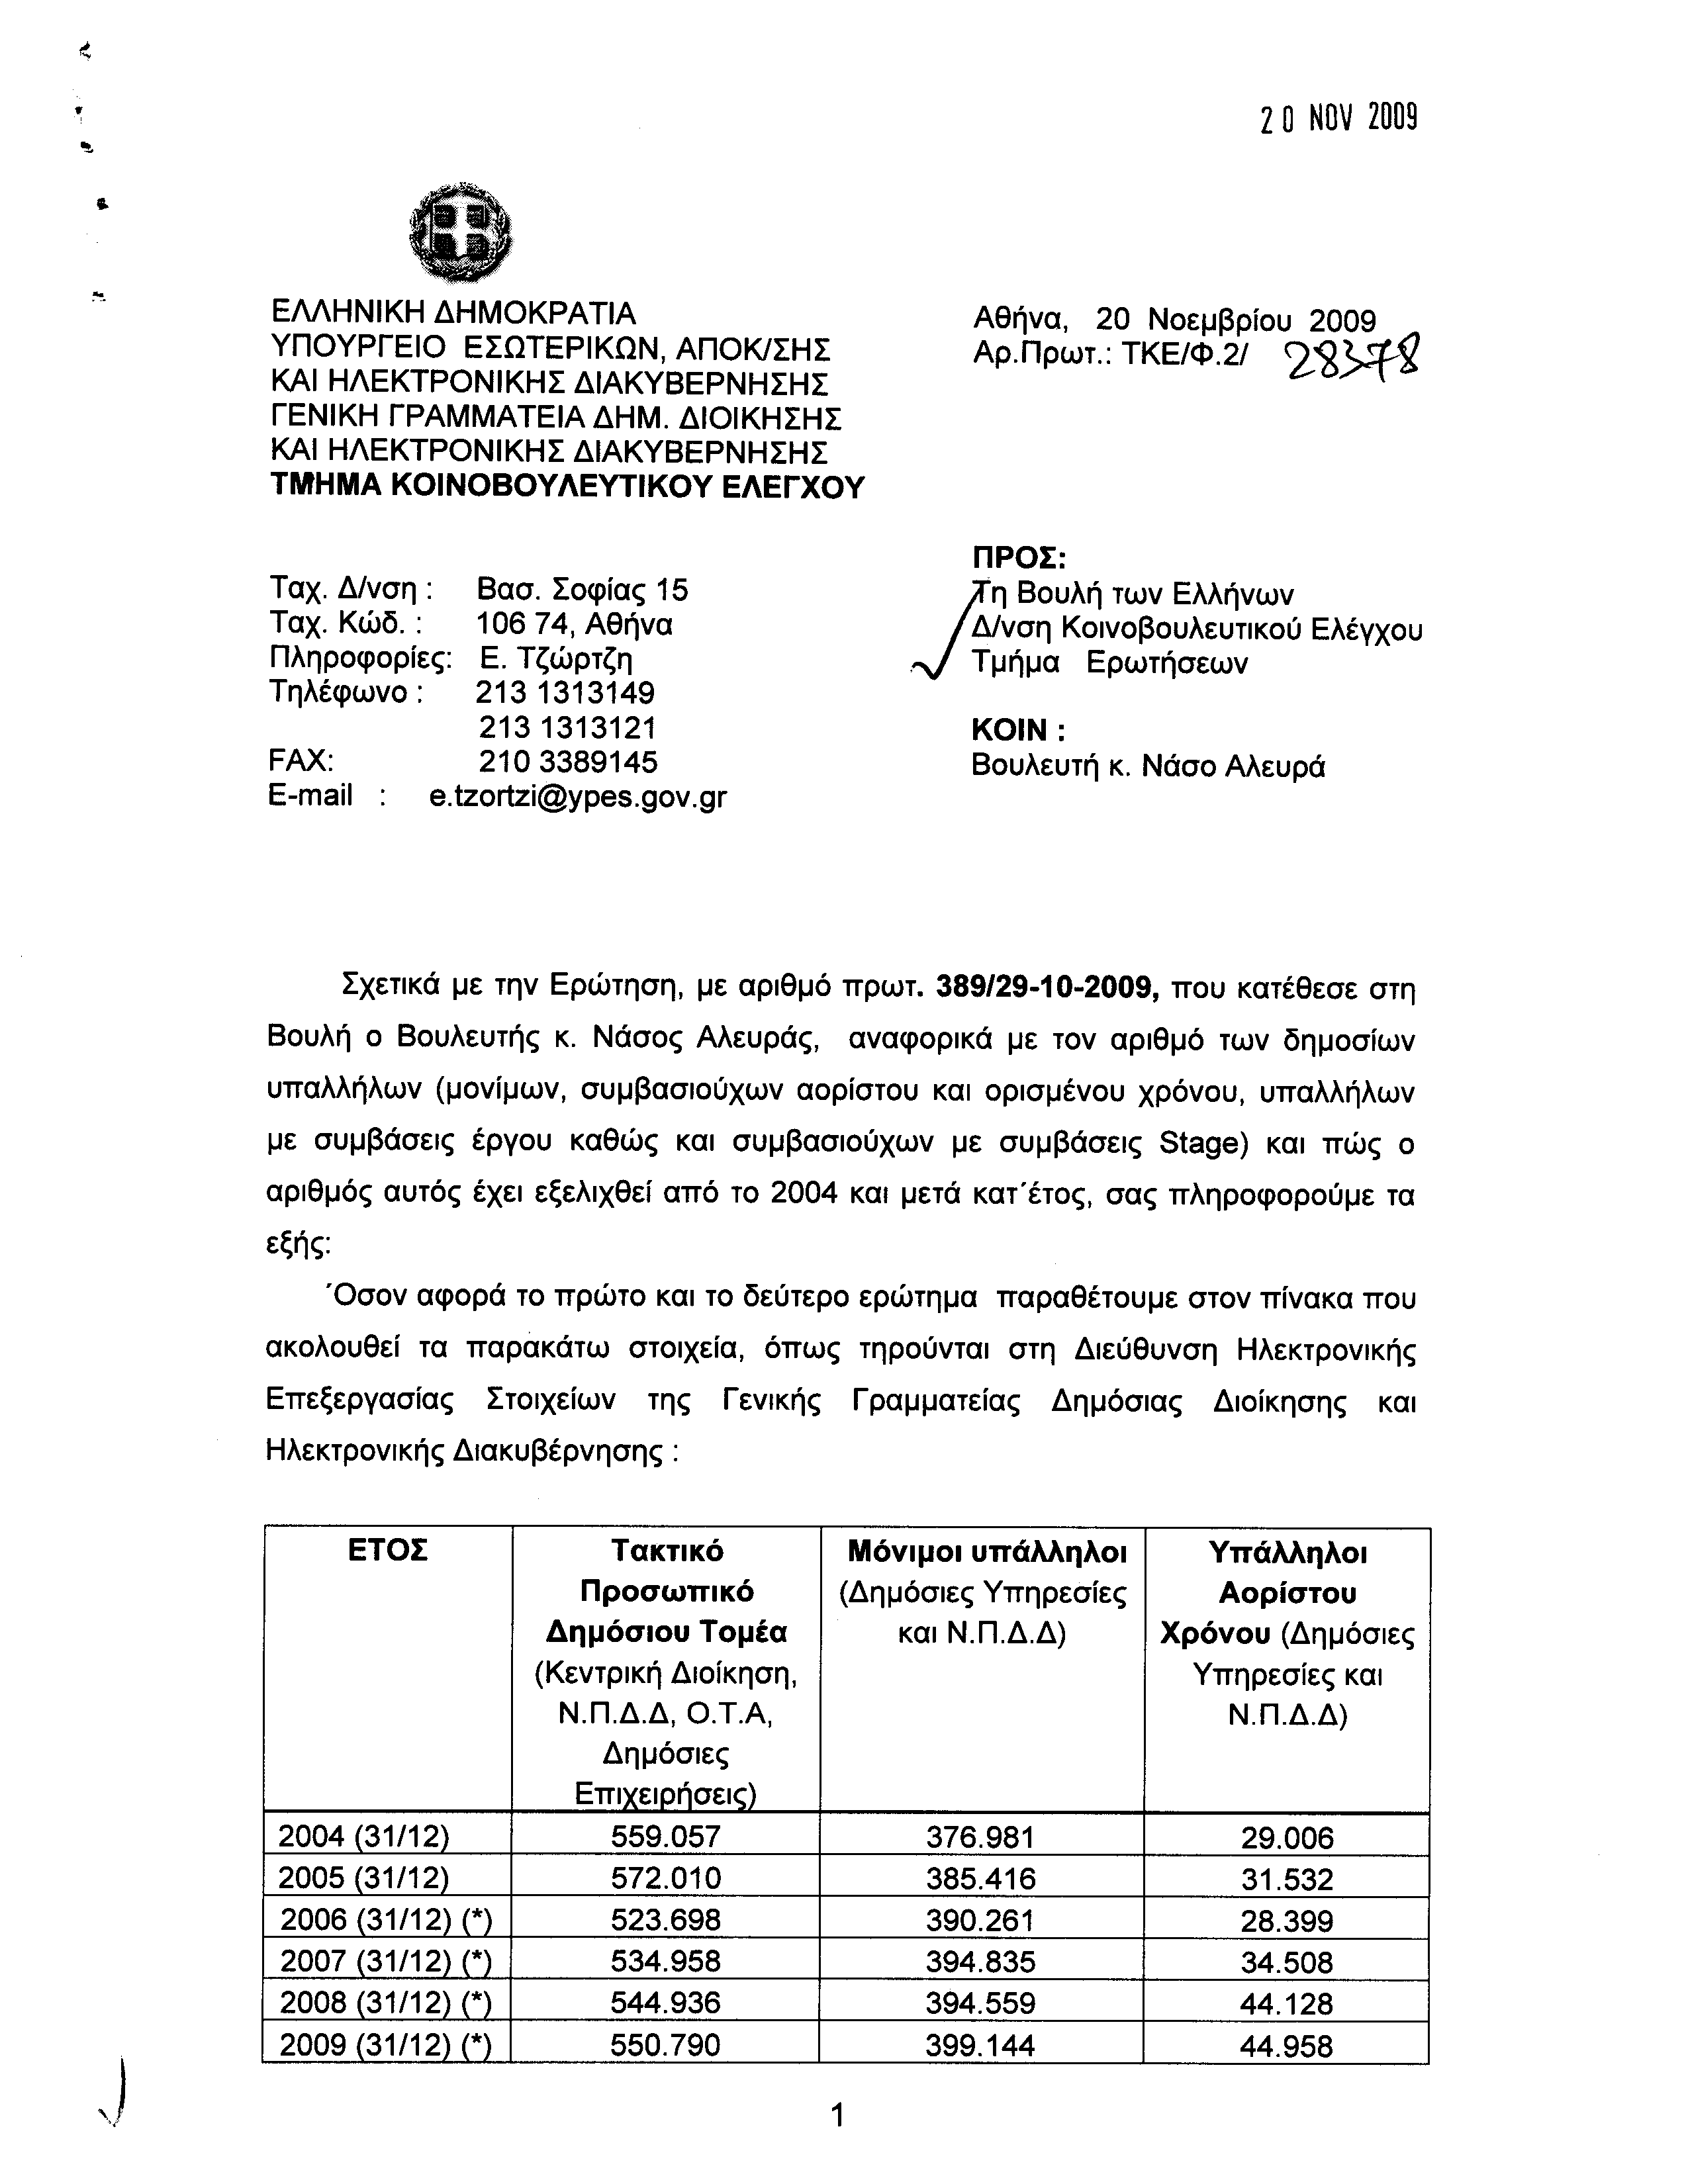 20 NOV 2009
ΕΛΛΗΝΙΚΗ ΔΗΜΟΚΡΑΤΙΑ
ΥΠΟΥΡΓΕΙΟ ΕΣΩΤΕΡΙΚΩΝ, ΑΠΟΚ/ΣΗΣ
ΚΑΙ ΗΛΕΚΤΡΟΝΙΚΗΣ ΔΙΑΚΥΒΕΡΝΗΣΗΣ
ΓΕΝΙΚΗ ΓΡΑΜΜΑΤΕΙΑ ΔΗΜ. ΔΙΟΙΚΗΣΗΣ
ΚΑΙ ΗΛΕΚΤΡΟΝΙΚΗΣ ΔΙΑΚΥΒΕΡΝΗΣΗΣ
ΤΜΗΜΑ ΚΟΙΝΟΒΟΥΛΕΥΤΙΚΟΥ ΕΛΕΓΧΟΥ
Αθήνα, 20 Νοεμβρίου 2009
Αρ.Πρωτ.: ΤΚΕ/Φ.2/ 28378
Ταχ. Δ/νση : Βασ. Σοφίας 15
Ταχ. Κώδ. : 106 74, Αθήνα
Πληροφορίες: Ε. Τζώρτζη
Τηλέφωνο : 213 1313149
213 1313121
FAX: 210 3389145
E-mail : e.tzortzi@ypes.gov.gr
ΠΡΟΣ:
Τη Βουλή των Ελλήνων
Δ/νση Κοινοβουλευτικού Ελέγχου
Τμήμα Ερωτήσεων
ΚΟΙΝ :
Βουλευτή κ. Νάσο Αλευρά
Σχετικά με την Ερώτηση, με αριθμό πρωτ. 389/29-10-2009, που κατέθεσε στη
Βουλή ο Βουλευτής κ. Νάσος Αλευράς, αναφορικά με τον αριθμό των δημοσίων
υπαλλήλων (μονίμων, συμβασιούχων αορίστου και ορισμένου χρόνου, υπαλλήλων
με συμβάσεις έργου καθώς και συμβασιούχων με συμβάσεις Stage) και πώς ο
αριθμός αυτός έχει εξελιχθεί από το 2004 και μετά κατ΄έτος, σας πληροφορούμε τα
εξής:
Όσον αφορά το πρώτο και το δεύτερο ερώτημα παραθέτουμε στον πίνακα που
ακολουθεί τα παρακάτω στοιχεία, όπως τηρούνται στη Διεύθυνση Ηλεκτρονικής
Επεξεργασίας Στοιχείων της Γενικής Γραμματείας Δημόσιας Διοίκησης και
Ηλεκτρονικής Διακυβέρνησης :
ΕΤΟΣ
Τακτικό
Προσωπικό
Δημόσιου Τομέα
(Κεντρική Διοίκηση,
Ν.Π.Δ.Δ, Ο.Τ.Α,
Δημόσιες
Επιχειρήσεις)
Μόνιμοι υπάλληλοι
(Δημόσιες Υπηρεσίες
και Ν.Π.Δ.Δ)
Υπάλληλοι
Αορίστου
Χρόνου (Δημόσιες
Υπηρεσίες και
Ν.Π.Δ.Δ)
2004 (31/12) 559.057 376.981 29.006
2005 (31/12) 572.010 385.416 31.532
2006 (31/12) (*) 523.698 390.261 28.399
2007 (31/12) (*) 534.958 394.835 34.508
2008 (31/12) (*) 544.936 394.559 44.128
2009 (31/12) (*) 550.790 399.144 44.958
1